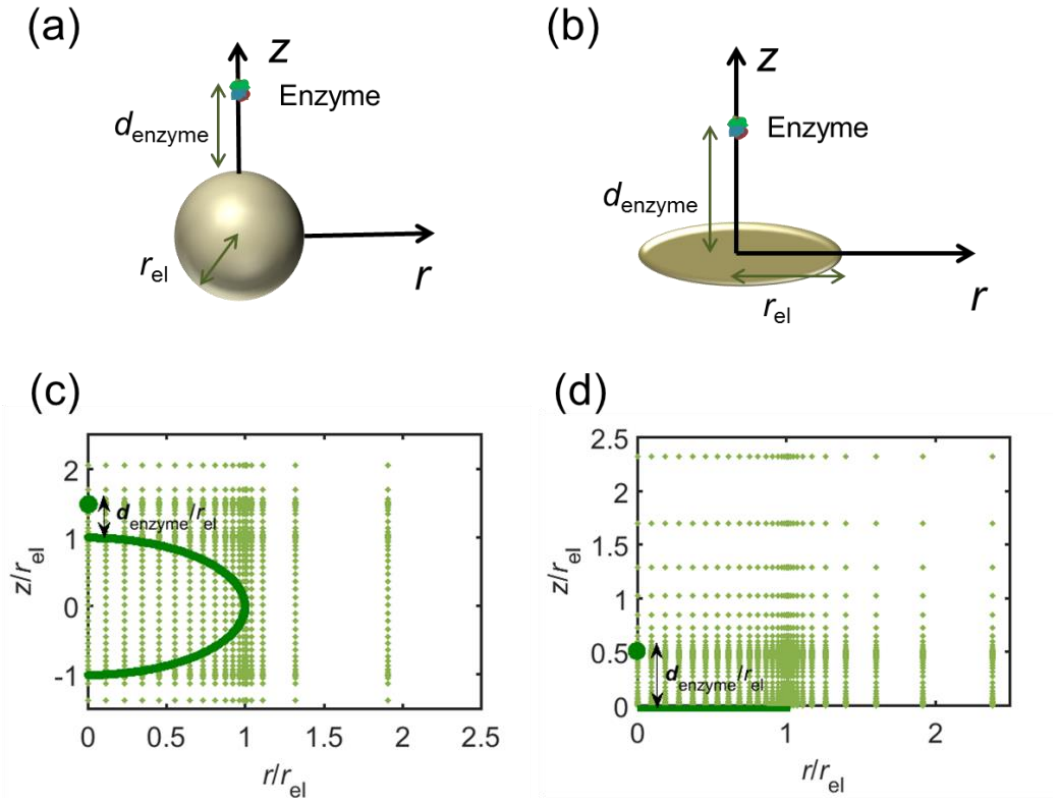 (a)
z
Enzyme
d_enzyme
r_el
r
(b)
z
Enzyme
d_enzyme
r_el
r
(c)
2
1
0
-1
z/r_el
d_enzyme/r_el
0
0.5
1
1.5
2
2.5
r/r_el
(d)
2.5
2
1.5
1
0.5
0
z/r_el
d_enzyme/r_el
0
1
2
r/r_el